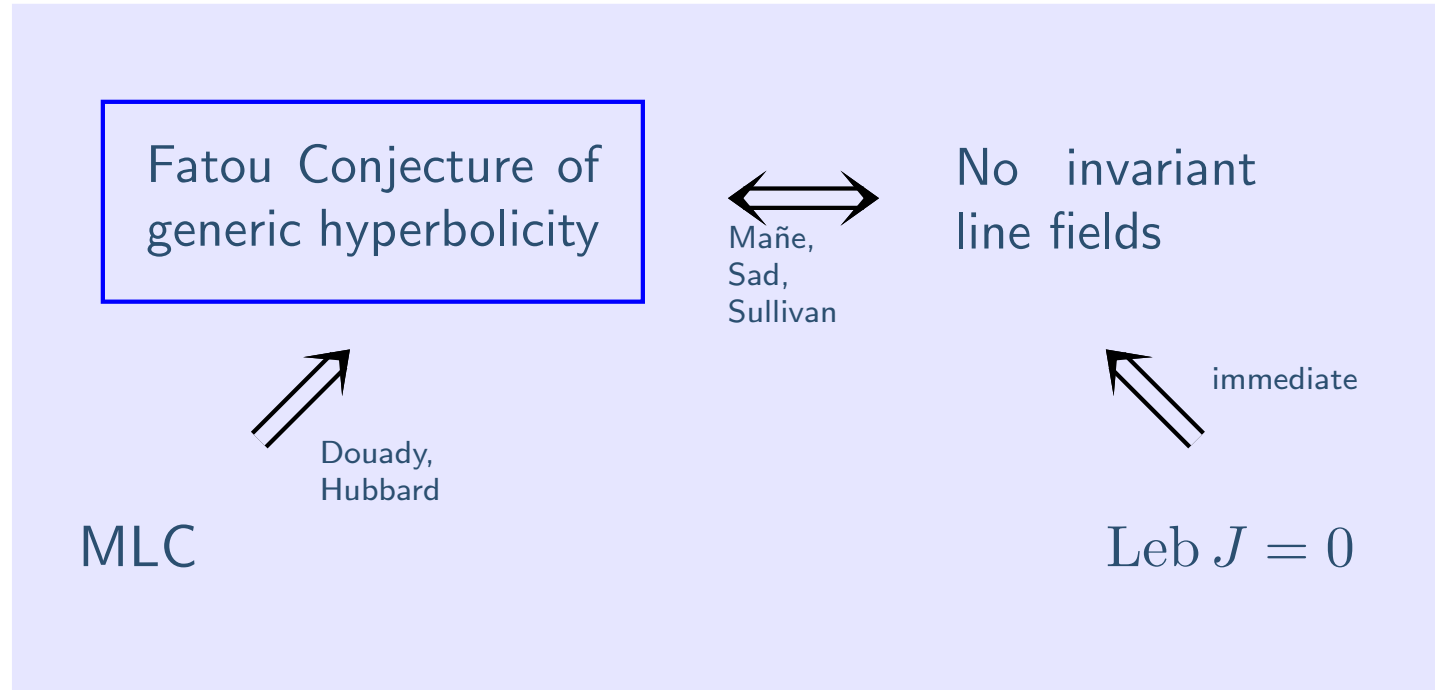 Fatou Conjecture of
generic hyperbolicity
No invariant
line fields
Mañe,
Sad,
Sullivan
immediate
Douady,
Hubbard
MLC
Leb J = 0